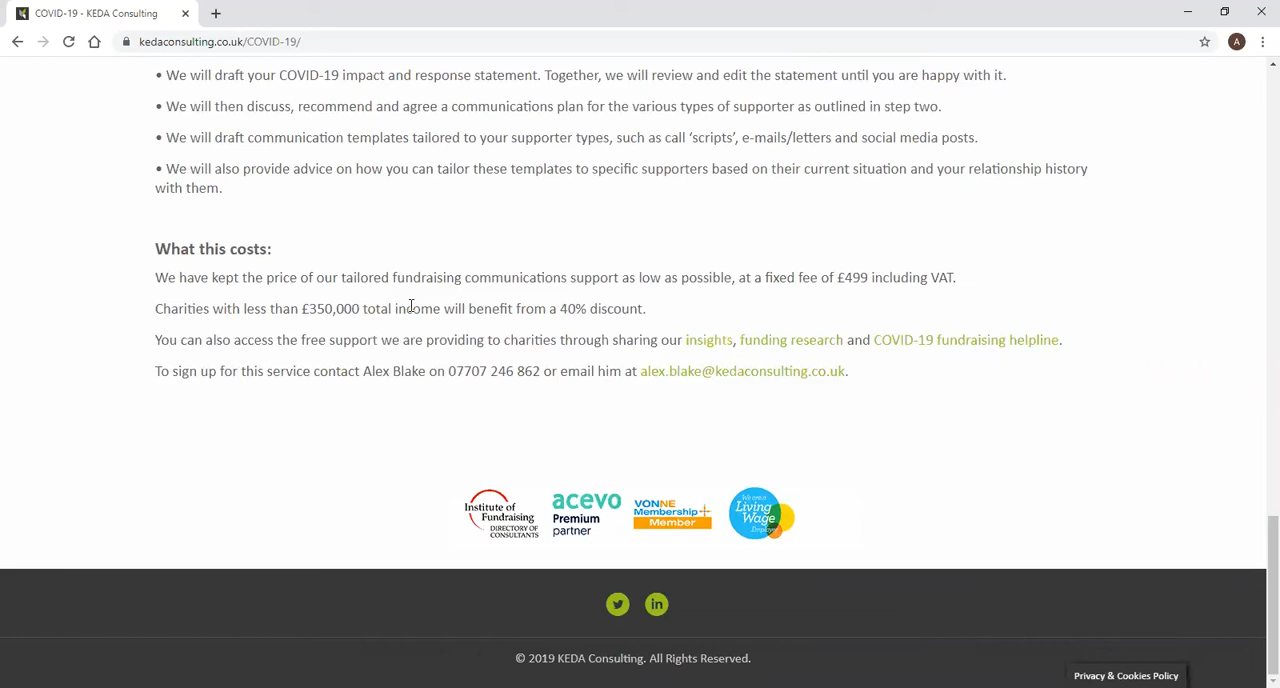 COVID-19 - KEDA Consulting
kedaconsulting.co.uk/COVID-19/
A
• We will draft your COVID-19 impact and response statement. Together, we will review and edit the statement until you are happy with it.
• We will then discuss, recommend and agree a communications plan for the various types of supporter as outlined in step two.
• We will draft communication templates tailored to your supporter types, such as call ‘scripts’, e-mails/letters and social media posts.
• We will also provide advice on how you can tailor these templates to specific supporters based on their current situation and your relationship history
with them.
What this costs:
We have kept the price of our tailored fundraising communications support as low as possible, at a fixed fee of £499 including VAT.
Charities with less than £350,000 total income will benefit from a 40% discount.
You can also access the free support we are providing to charities through sharing our insights, funding research and COVID-19 fundraising helpline.
To sign up for this service contact Alex Blake on 07707 246 862 or email him at alex.blake@kedaconsulting.co.uk.
Institute of
Fundraising
DIRECTORY OF
CONSULTANTS
acevo
Premium
partner
VONNE
Membership+
Member
We are a
Living
Wage
Employer
in
© 2019 KEDA Consulting. All Rights Reserved.
Privacy & Cookies Policy